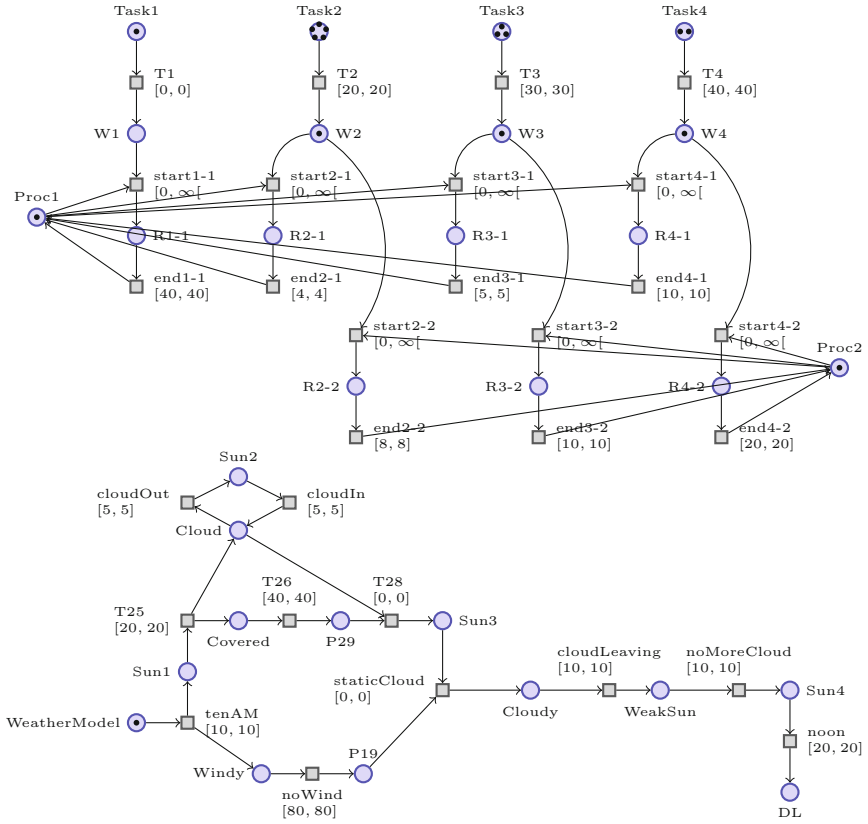 Task1 Task2 Task3 Task4
T1 T2 T3 T4
[0, 0] [20, 20] [30, 30] [40, 40]
W1 W2 W3 W4
start1-1 start2-1 start3-1 start4-1
[0, ∞[ [0, ∞[ [0, ∞[ [0, ∞[
Proc1
R1-1 R2-1 R3-1 R4-1
end1-1 end2-1 end3-1 end4-1
[40, 40] [4, 4] [5, 5] [10, 10]
start2-2 start3-2 start4-2
[0, ∞[ [0, ∞[ [0, ∞[
Proc2
R2-2 R3-2 R4-2
end2-2 end3-2 end4-2
[8, 8] [10, 10] [20, 20]
Sun2
cloudOut cloudIn
[5, 5] [5, 5]
Cloud
T26 T28
[40, 40] [0, 0]
T25
[20, 20]
Covered P29 Sun3
cloudLeaving noMoreCloud
[10, 10] [10, 10]
Sun1
staticCloud
[0, 0]
Sun4
Cloudy WeakSun
WeatherModel
tenAM
[10, 10]
noon
[20, 20]
P19
Windy
noWind
[80, 80]
DL